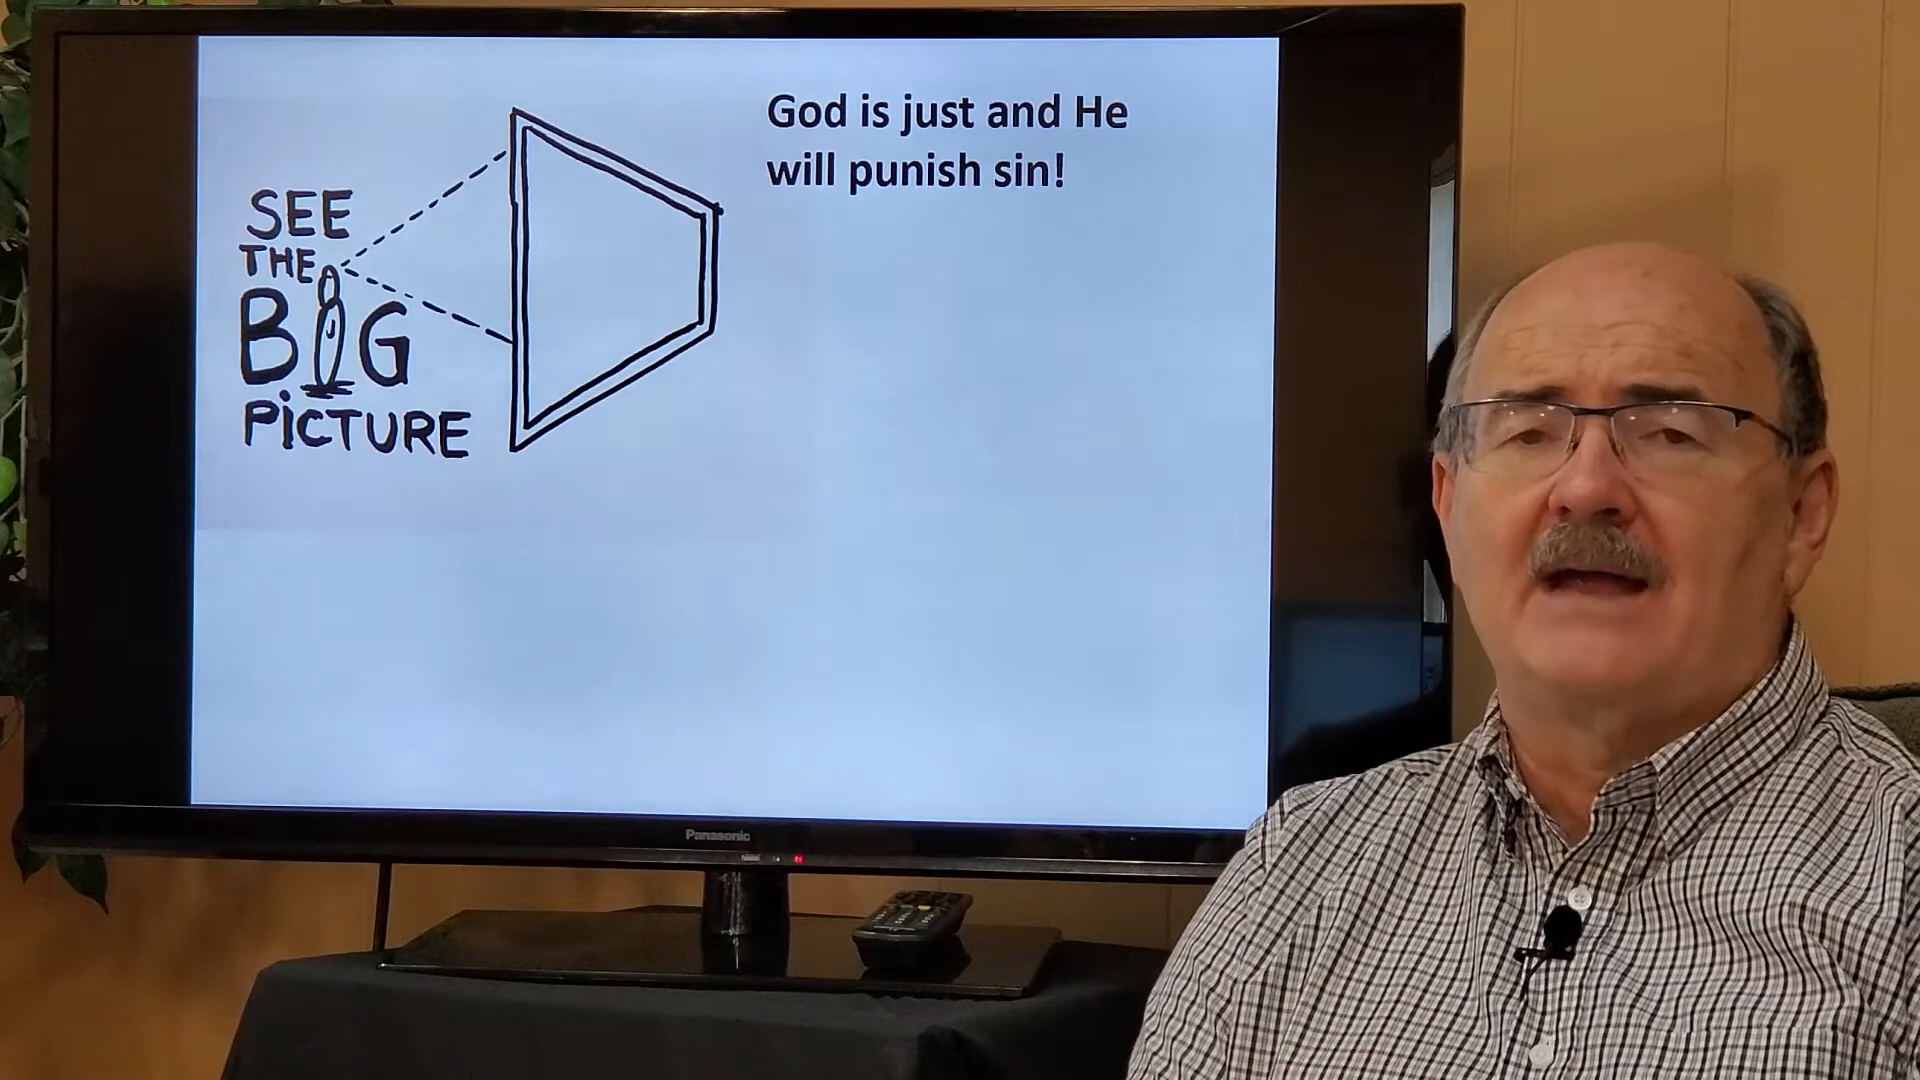 SEE
THE
BIG
PiCTURE
God is just and He
will punish sin!
Panasonic